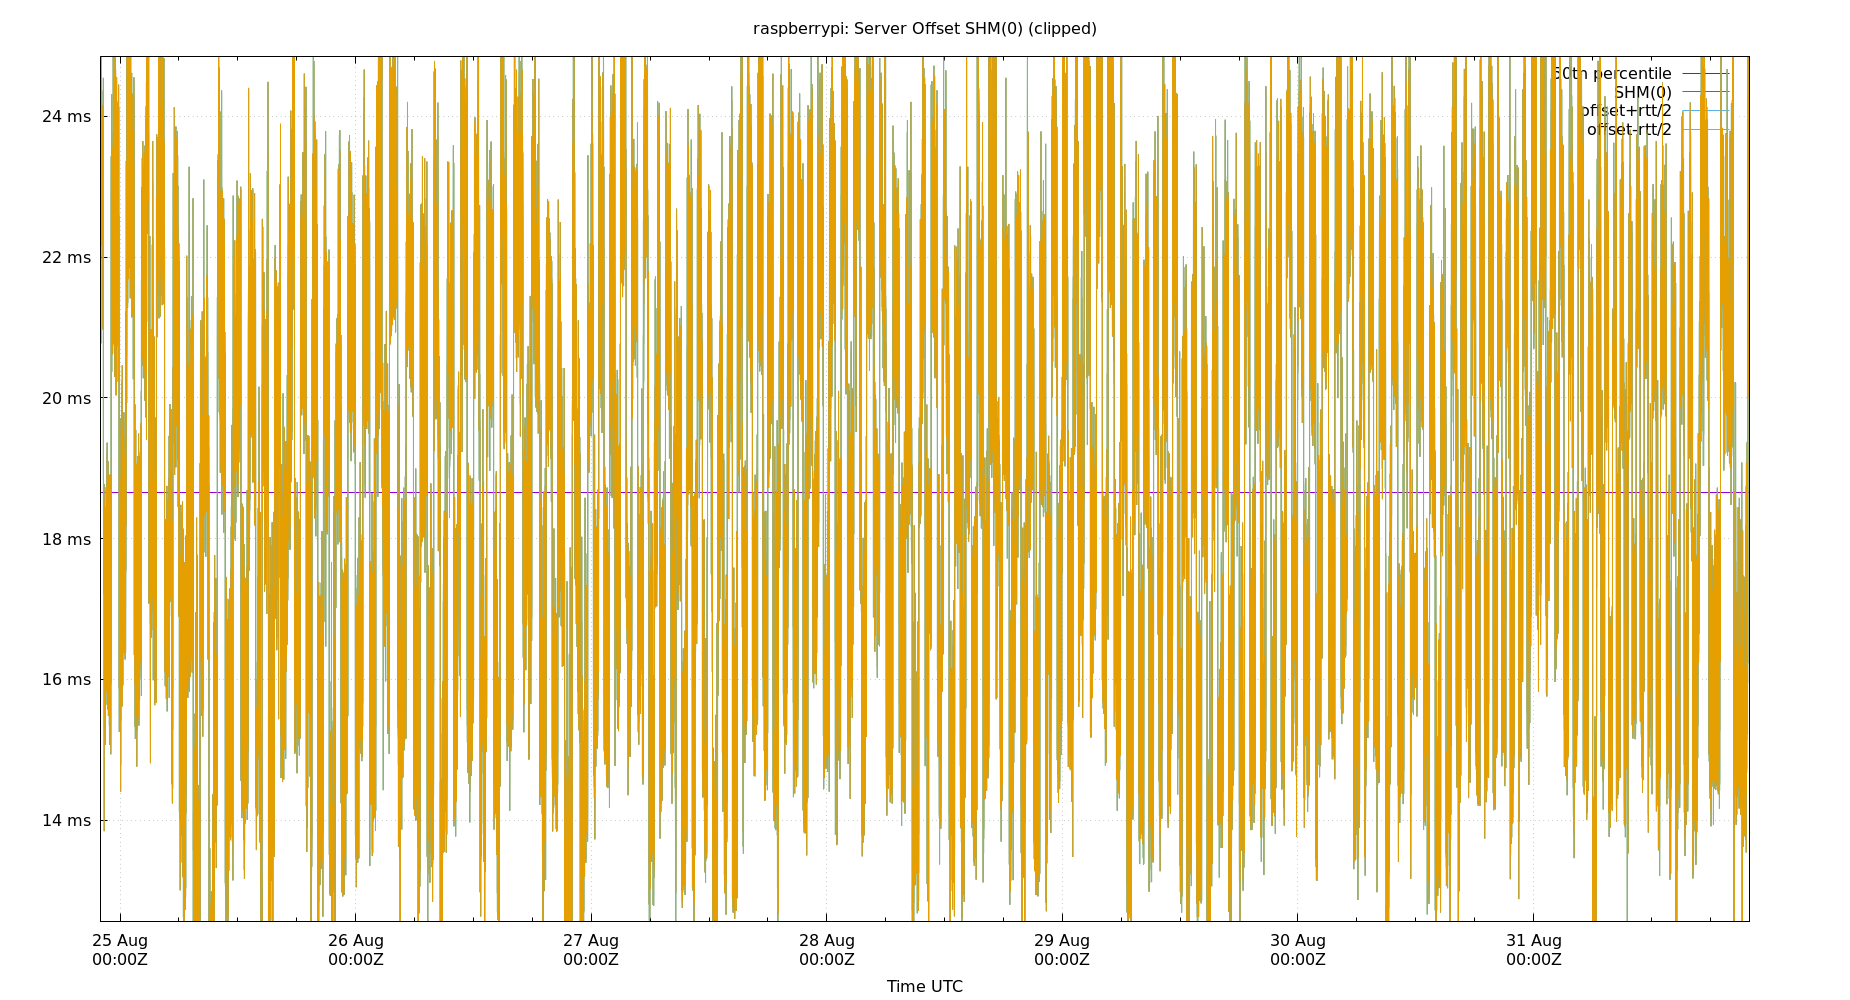 raspberrypi: Server Offset SHM(0) (clipped)
50th percentile
SHM(0)
offset+rtt/2
offset-rtt/2
24 ms
22 ms
20 ms
18 ms
16 ms
14 ms
25 Aug 26 Aug 27 Aug 28 Aug 29 Aug 30 Aug 31 Aug
00:00Z 00:00Z 00:00Z 00:00Z 00:00Z 00:00Z 00:00Z
Time UTC